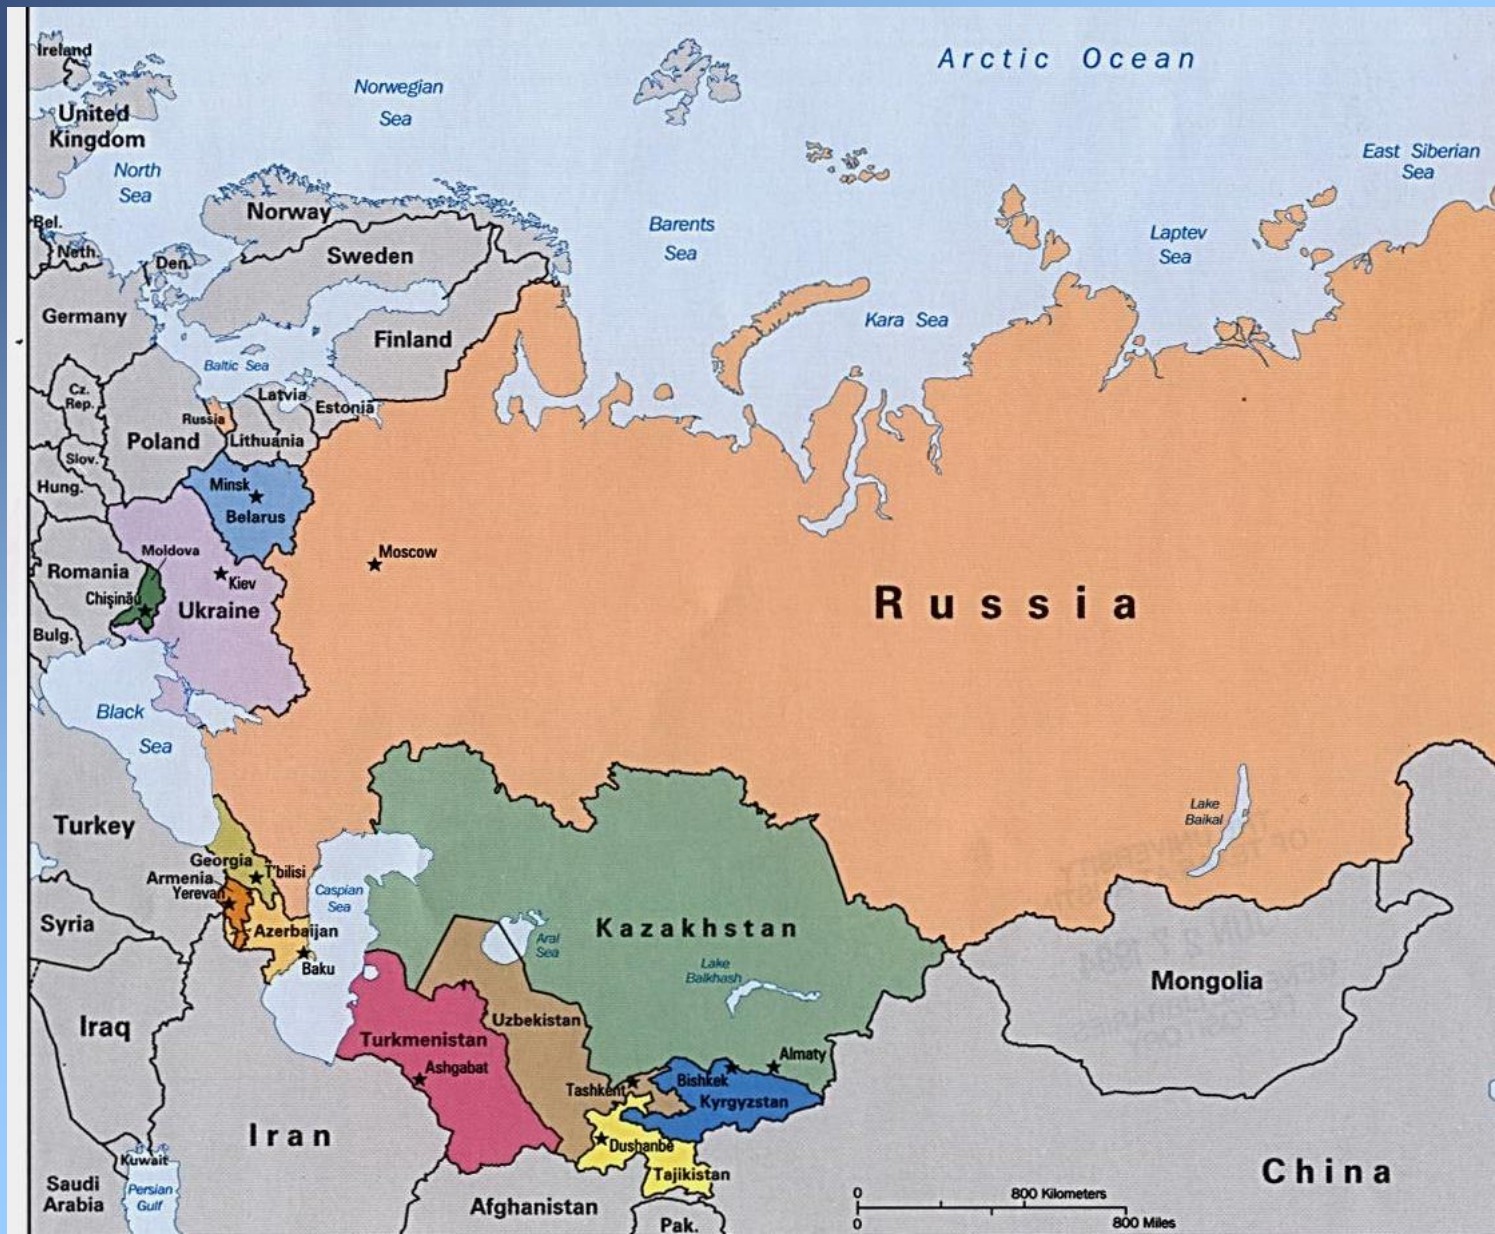 Ireland
Arctic Ocean
Norwegian
Sea
United
Kingdom
North
Sea
East Siberian
Sea
Norway
Bel.
Neth.
Den.
Sweden
Barents
Sea
Laptev
Sea
Germany
Finland
Kara Sea
Baltic Sea
Cz.
Rep.
Latvia
Estonia
Russia
Poland
Lithuania
Slov.
Hung.
Minsk
Belarus
Moldova
Moscow
Romania
Kiev
Chişinău
Ukraine
Russia
Bulg.
Black
Sea
Lake
Baikal
Turkey
Georgia
T'bilisi
Armenia
Yerevan
Caspian
Sea
Syria
Azerbaijan
Kazakhstan
Aral
Sea
Baku
Lake
Balkhash
Mongolia
Iraq
Uzbekistan
Turkmenistan
Ashgabat
Almaty
Tashkent
Bishkek
Kyrgyzstan
Iran
Dushanbe
Kuwait
Tajikistan
China
Saudi
Arabia
Persian
Gulf
Afghanistan
Pak.
0 800 Kilometers
0 800 Miles